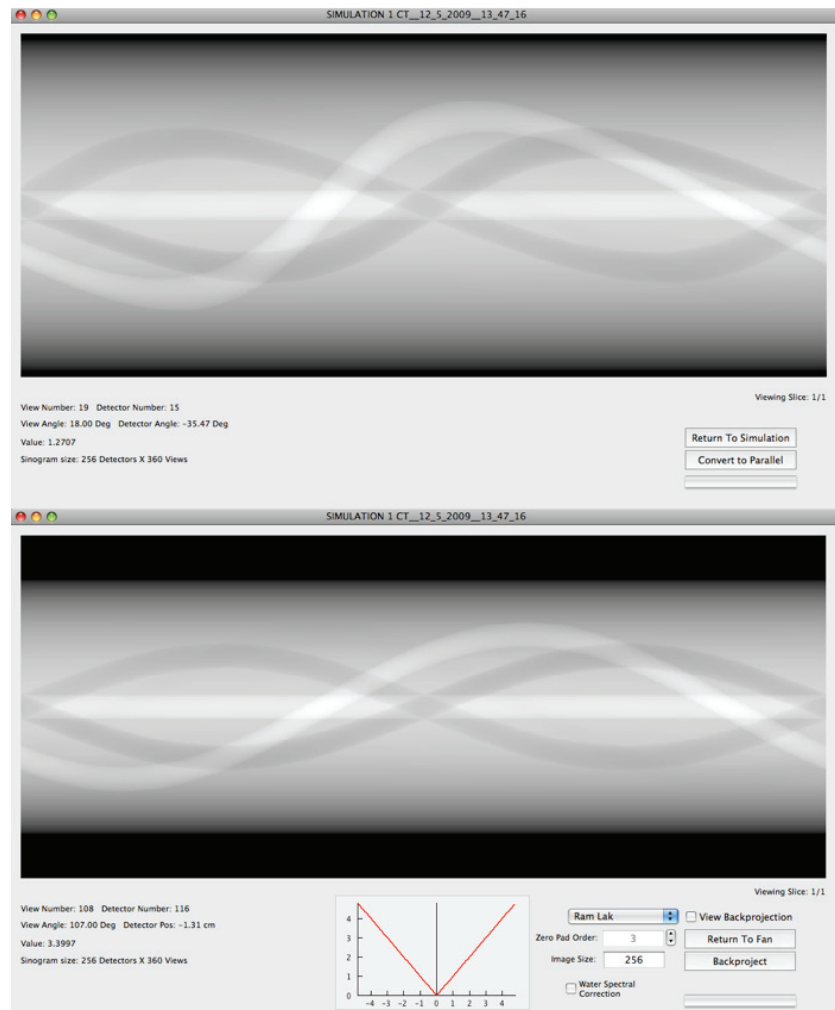 SIMULATION 1 CT__12_5_2009__13_47_16
Viewing Slice: 1/1
View Number: 19 Detector Number: 15
View Angle: 18.00 Deg Detector Angle: -35.47 Deg
Value: 1.2707
Sinogram size: 256 Detectors X 360 Views
Return To Simulation
Convert to Parallel
SIMULATION 1 CT__12_5_2009__13_47_16
Viewing Slice: 1/1
View Number: 108 Detector Number: 116
View Angle: 107.00 Deg Detector Pos: -1.31 cm
Value: 3.3997
Sinogram size: 256 Detectors X 360 Views
4
3
2
1
0
-4 -3 -2 -1 0 1 2 3 4
Ram Lak
View Backprojection
Zero Pad Order: 3
Return To Fan
Image Size: 256
Backproject
Water Spectral
Correction